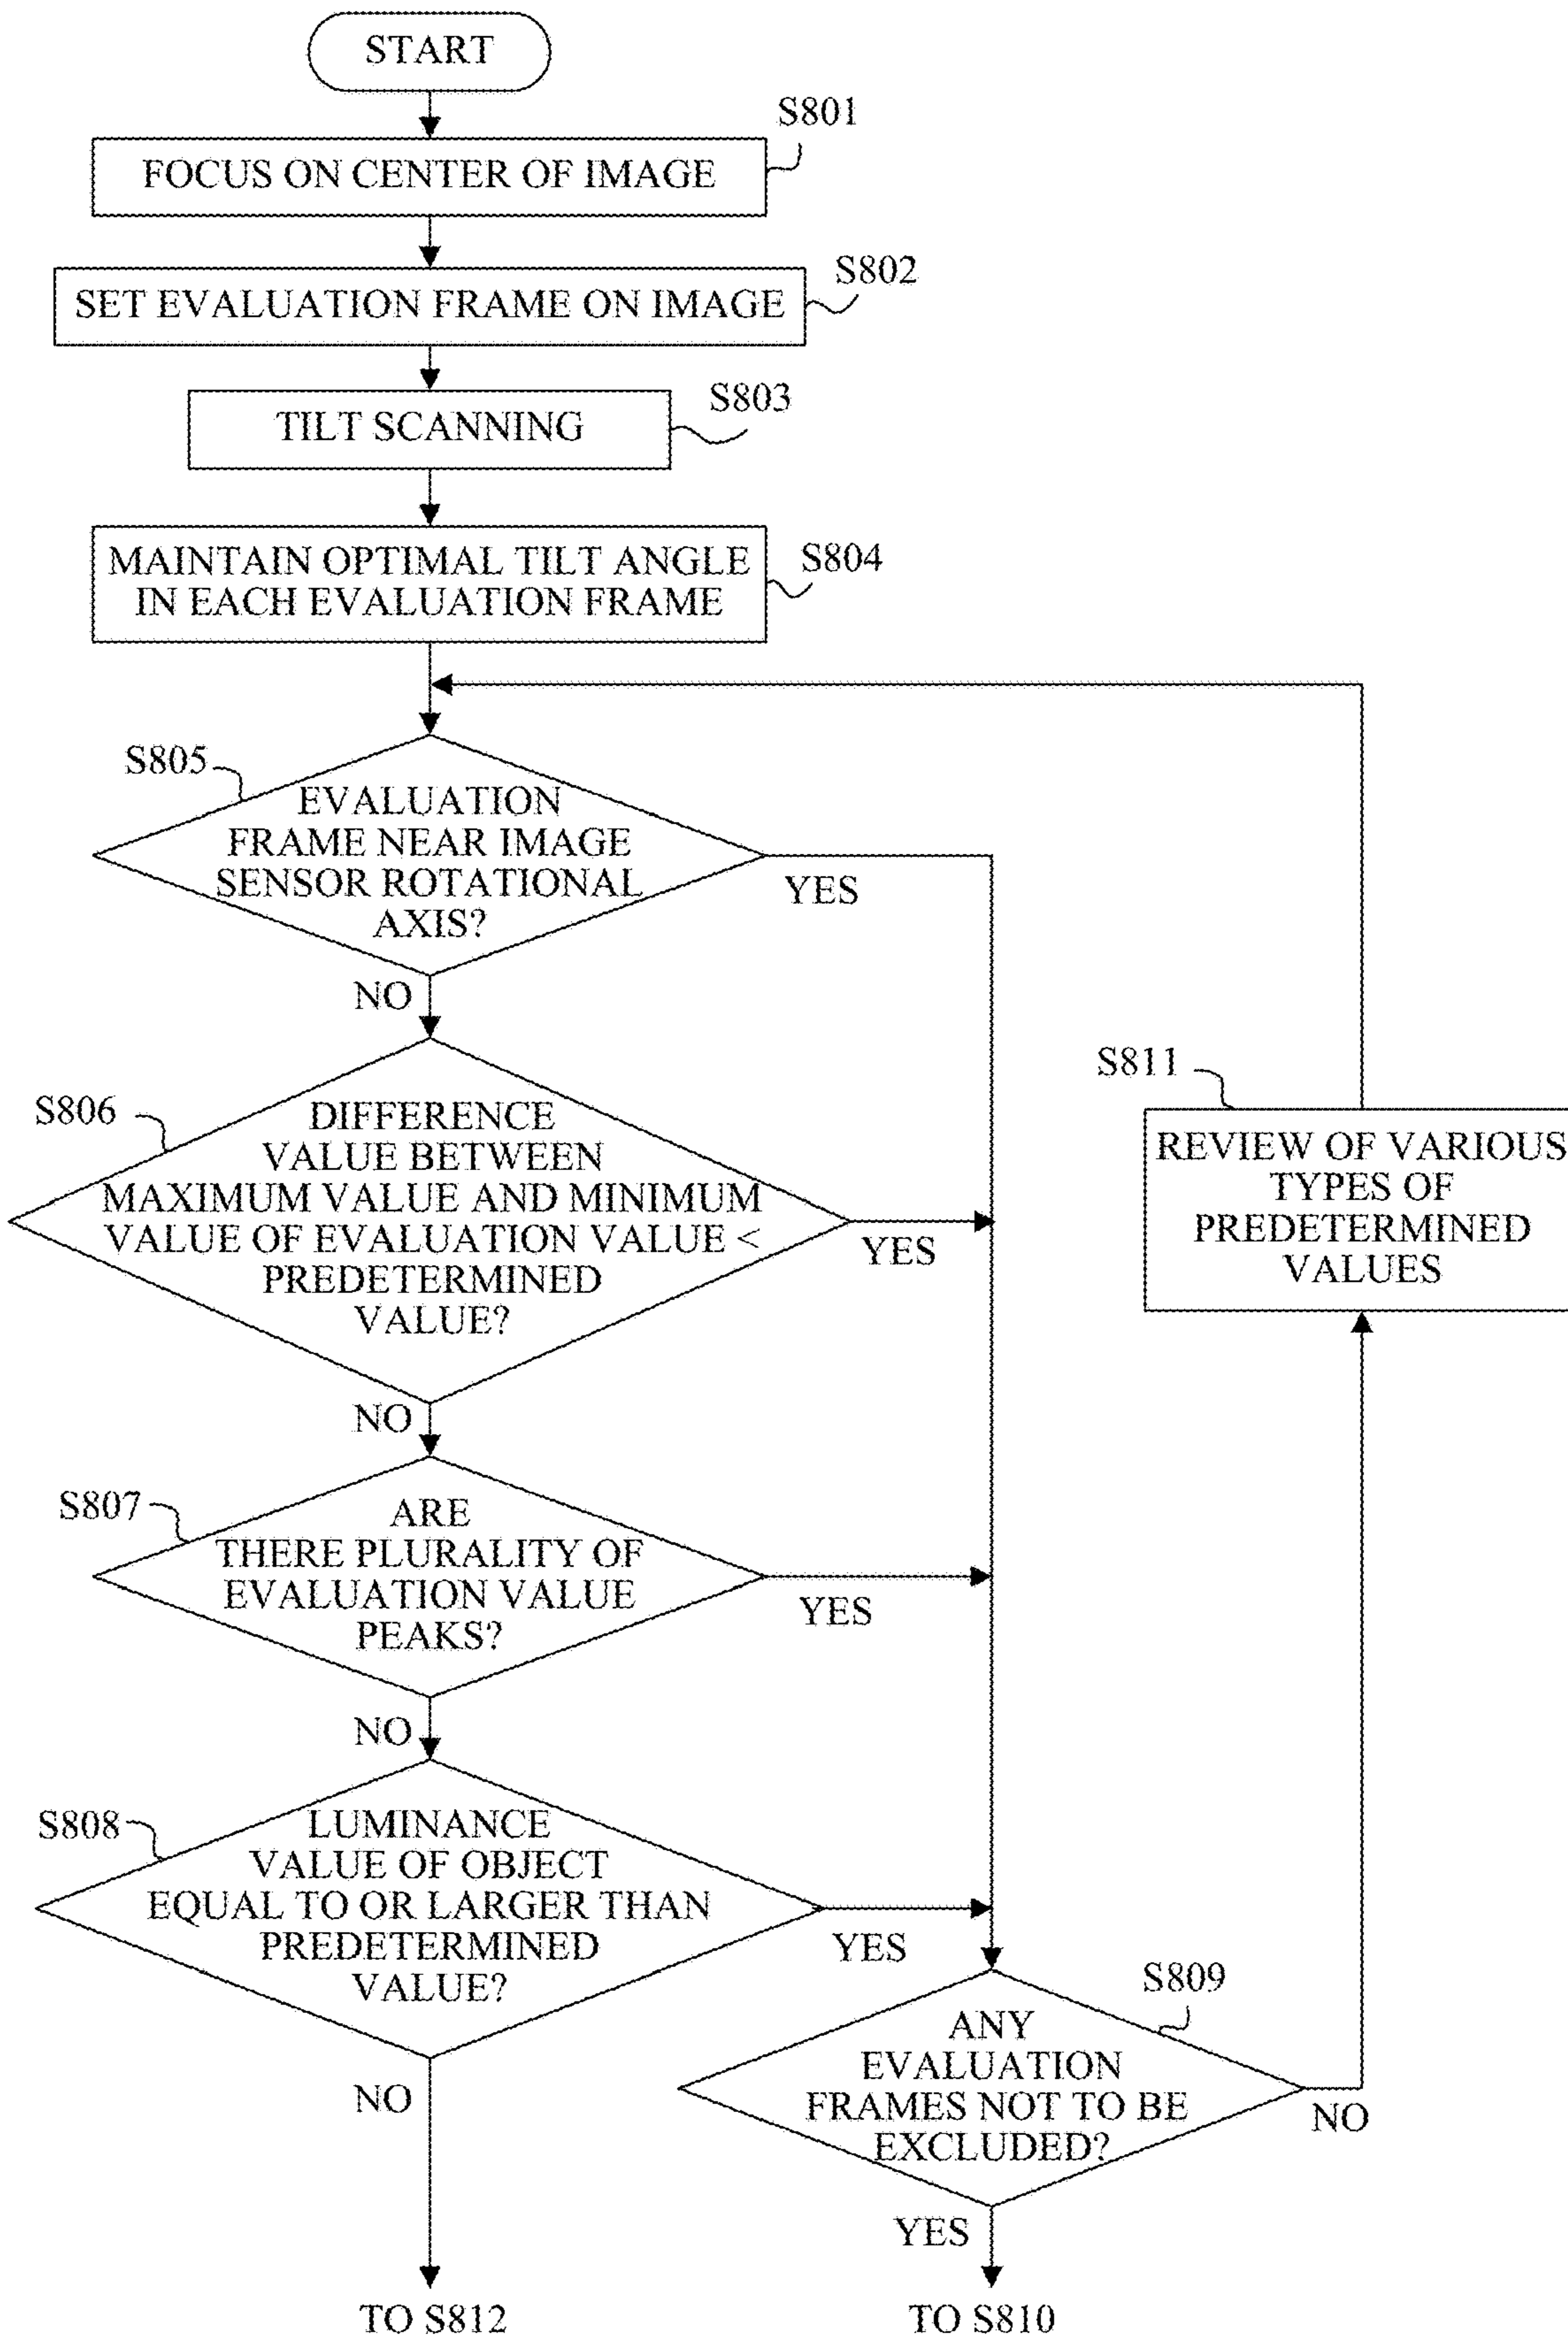 START
S801
FOCUS ON CENTER OF IMAGE
S802
SET EVALUATION FRAME ON IMAGE
S803
TILT SCANNING
S804
MAINTAIN OPTIMAL TILT ANGLE
IN EACH EVALUATION FRAME
S805
EVALUATION
FRAME NEAR IMAGE
SENSOR ROTATIONAL
AXIS?
YES
NO
S806
DIFFERENCE
VALUE BETWEEN
MAXIMUM VALUE AND MINIMUM
VALUE OF EVALUATION VALUE <
PREDETERMINED
VALUE?
YES
NO
S811
REVIEW OF VARIOUS
TYPES OF
PREDETERMINED
VALUES
S807
ARE
THERE PLURALITY OF
EVALUATION VALUE
PEAKS?
YES
NO
S808
LUMINANCE
VALUE OF OBJECT
EQUAL TO OR LARGER THAN
PREDETERMINED
VALUE?
YES
NO
S809
ANY
EVALUATION
FRAMES NOT TO BE
EXCLUDED?
NO
YES
TO S812
TO S810